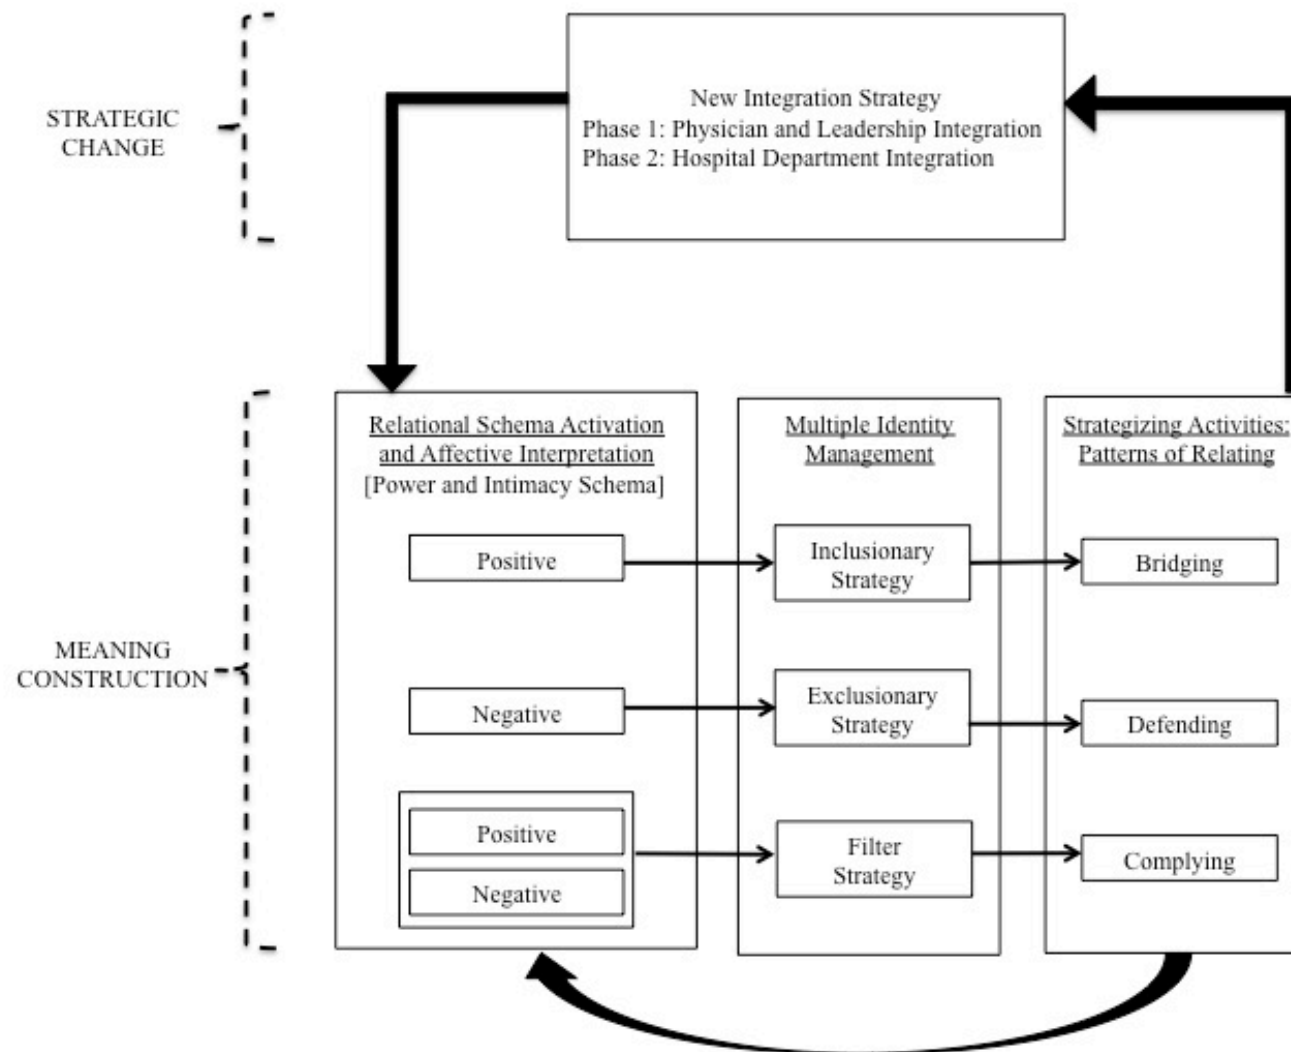 STRATEGIC
CHANGE
New Integration Strategy
Phase 1: Physician and Leadership Integration
Phase 2: Hospital Department Integration
MEANING
CONSTRUCTION
Relational Schema Activation
and Affective Interpretation
[Power and Intimacy Schema]
Positive
Negative
Positive
Negative
Multiple Identity
Management
Inclusionary
Strategy
Exclusionary
Strategy
Filter
Strategy
Strategizing Activities:
Patterns of Relating
Bridging
Defending
Complying